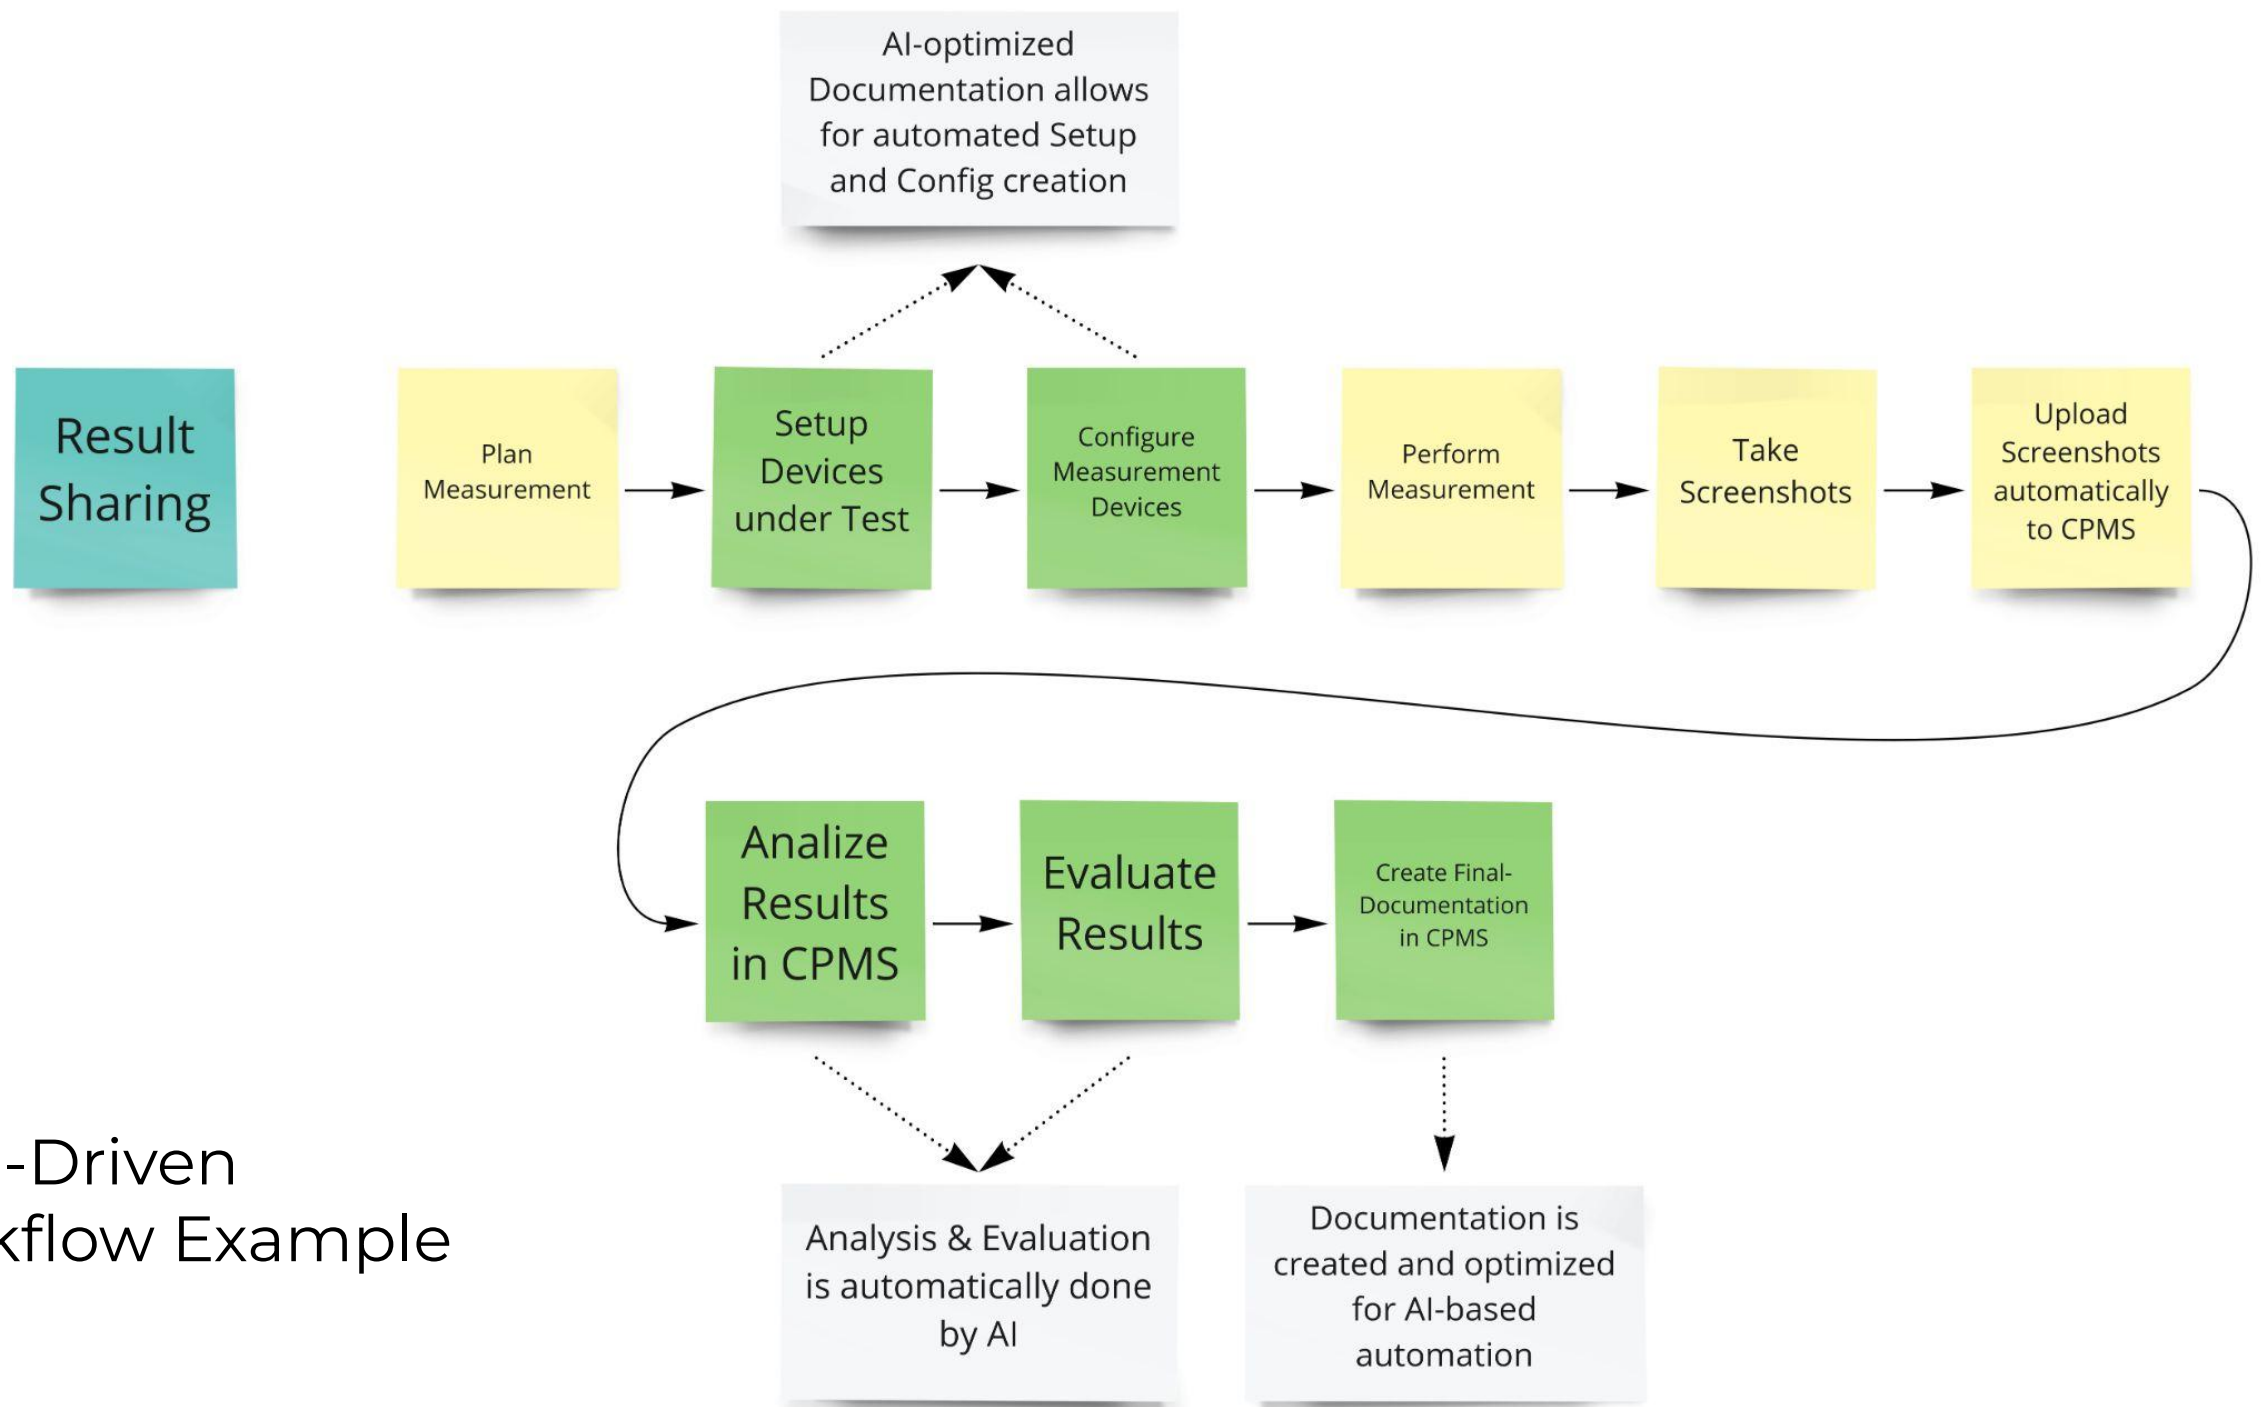 AI-optimized
Documentation allows
for automated Setup
and Config creation
Result
Sharing
Plan
Measurement
Setup
Devices
under Test
Configure
Measurement
Devices
Perform
Measurement
Take
Screenshots
Upload
Screenshots
automatically
to CPMS
Analize
Results
in CPMS
Evaluate
Results
Create Final-
Documentation
in CPMS
-Driven
kflow Example
Analysis & Evaluation
is automatically done
by AI
Documentation is
created and optimized
for AI-based
automation